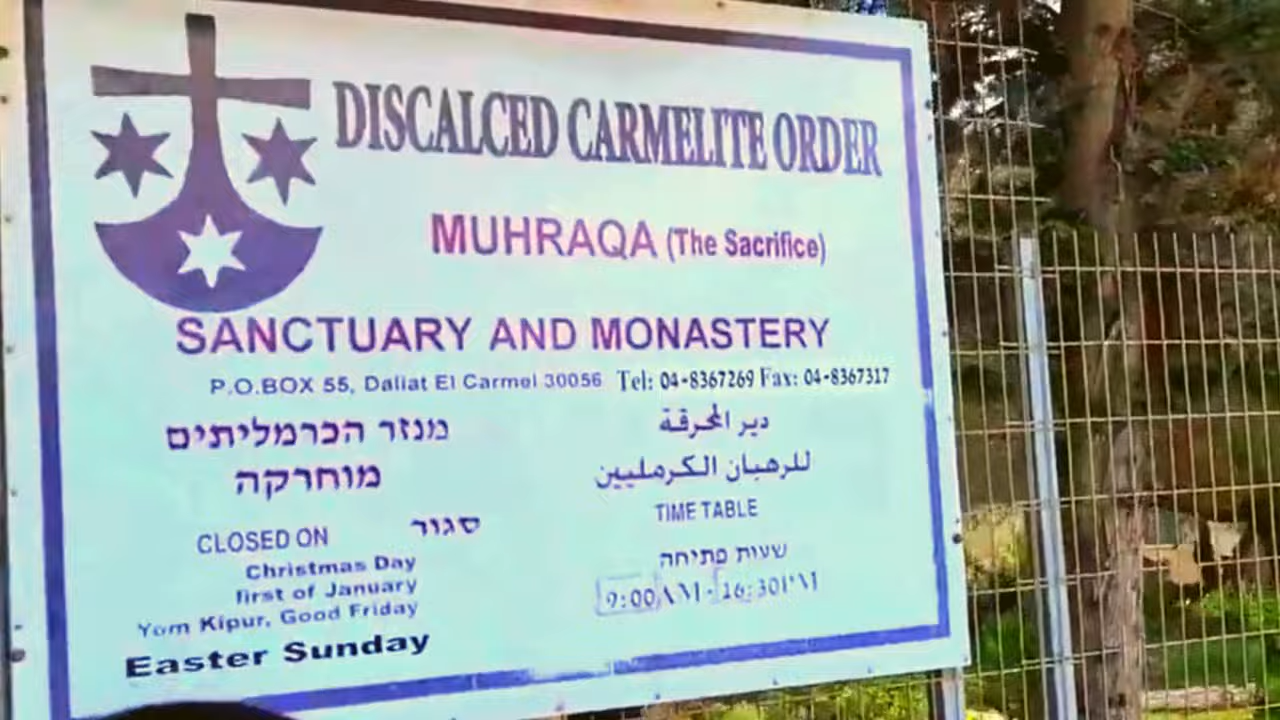 DISCALCED CARMELITE ORDER
MUHRAQA (The Sacrifice)
SANCTUARY AND MONASTERY
P.O.BOX 55, Daliat El Carmel 30056 Tel: 04-8367269 Fax: 04-8367317
מנזר הכרמליתים
מוחרקה
CLOSED ON סגור
Christmas Day
first of January
Yom Kipur, Good Friday
Easter Sunday
دير المحرقة
للرهبان الكرمليين
TIME TABLE
שעות פתיחה
9:00AM-16:30PM